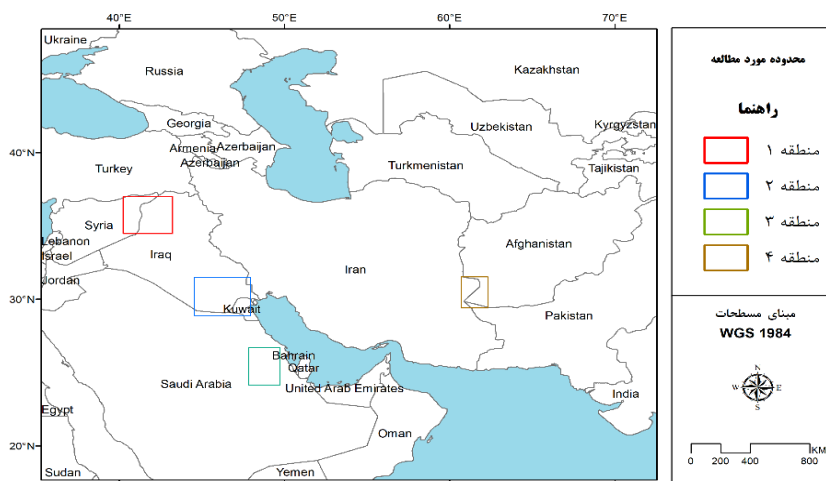 40°E 50°E 60°E 70°E
Ukraine
Russia
Kazakhstan
Georgia
Uzbekistan
Kyrgyzstan
Armenia Azerbaijan
Azerbaijan
40°N
Turkey
Turkmenistan
Tajikistan
Syria
Lebanon
Israel
Iraq
Iran
Afghanistan
Jordan
30°N
Kuwait
Pakistan
Bahrain
Qatar
Saudi Arabia
United Arab Emirates
India
Egypt
Oman
20°N
Sudan
Yemen
محدوده مورد مطالعه
راهنما
منطقه ۱
منطقه ۲
منطقه ۳
منطقه ۴
مبنای مسطحات
WGS 1984
N
W E
S
0 200 400 800
KM